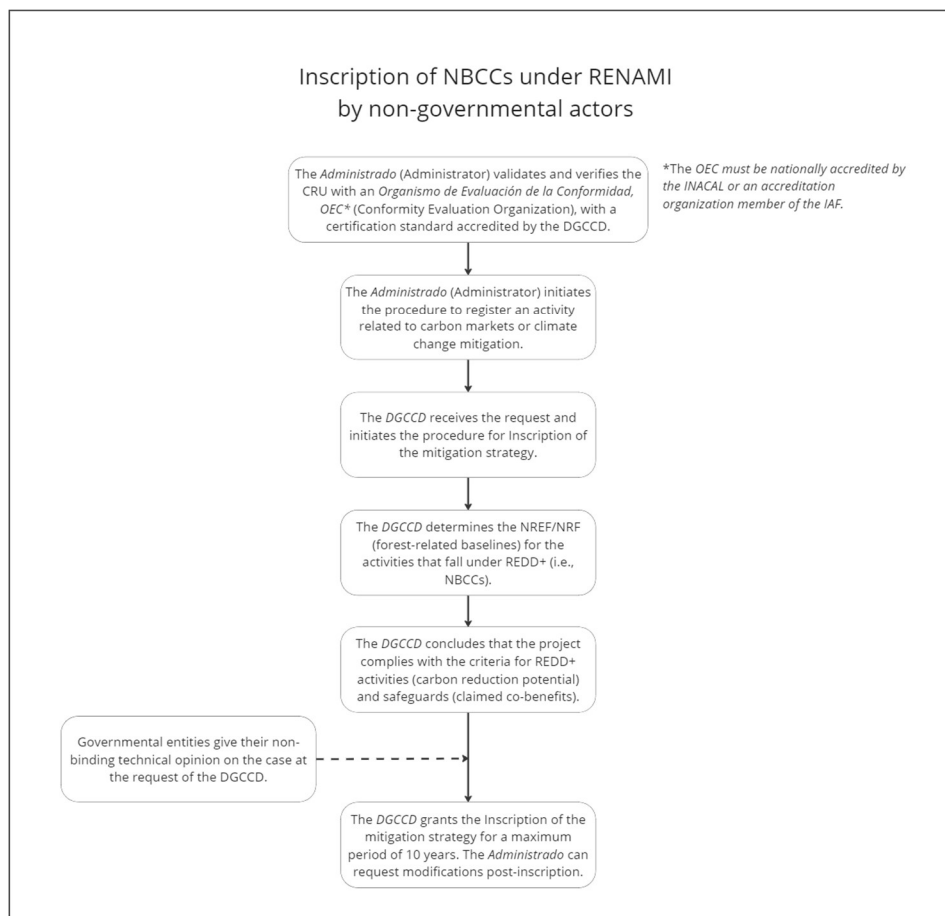 Inscription of NBCCs under RENAMI
by non-governmental actors
The Administrado (Administrator) validates and verifies the
CRU with an Organismo de Evaluación de la Conformidad,
OEC* (Conformity Evaluation Organization), with a
certification standard accredited by the DGCCD.
*The OEC must be nationally accredited by
the INACAL or an accreditation
organization member of the IAF.
The Administrado (Administrator) initiates
the procedure to register an activity
related to carbon markets or climate
change mitigation.
The DGCCD receives the request and
initiates the procedure for Inscription of
the mitigation strategy.
The DGCCD determines the NREF/NRF
(forest-related baselines) for the
activities that fall under REDD+ (i.e.,
NBCCs).
The DGCCD concludes that the project
complies with the criteria for REDD+
activities (carbon reduction potential)
and safeguards (claimed co-benefits).
Governmental entities give their non-
binding technical opinion on the case at
the request of the DGCCD.
The DGCCD grants the Inscription of the
mitigation strategy for a maximum
period of 10 years. The Administrado can
request modifications post-inscription.